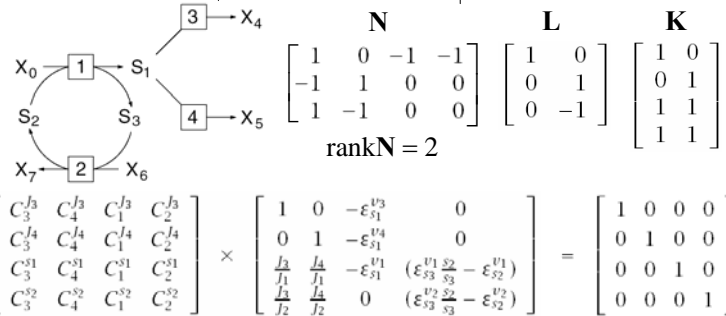 3 X₄
N L K
X₀ 1 S₁
S₂ S₃
4 X₅
X₇ 2 X₆
1 0 −1 −1
−1 1 0 0
1 −1 0 0
1 0
0 1
0 −1
1 0
0 1
1 1
1 1
rankN = 2
C₃^J₃ C₄^J₃ C₁^J₃ C₂^J₃
C₃^J₄ C₄^J₄ C₁^J₄ C₂^J₄
C₃^s₁ C₄^s₁ C₁^s₁ C₂^s₁
C₃^s₂ C₄^s₂ C₁^s₂ C₂^s₂
×
1 0 −ε_s₁^v₃ 0
0 1 −ε_s₁^v₄ 0
J₃/J₁ J₄/J₁ −ε_s₁^v₁ (ε_s₃^v₁ s₂/s₃ − ε_s₂^v₁)
J₃/J₂ J₄/J₂ 0 (ε_s₃^v₂ s₂/s₃ − ε_s₂^v₂)
=
1 0 0 0
0 1 0 0
0 0 1 0
0 0 0 1